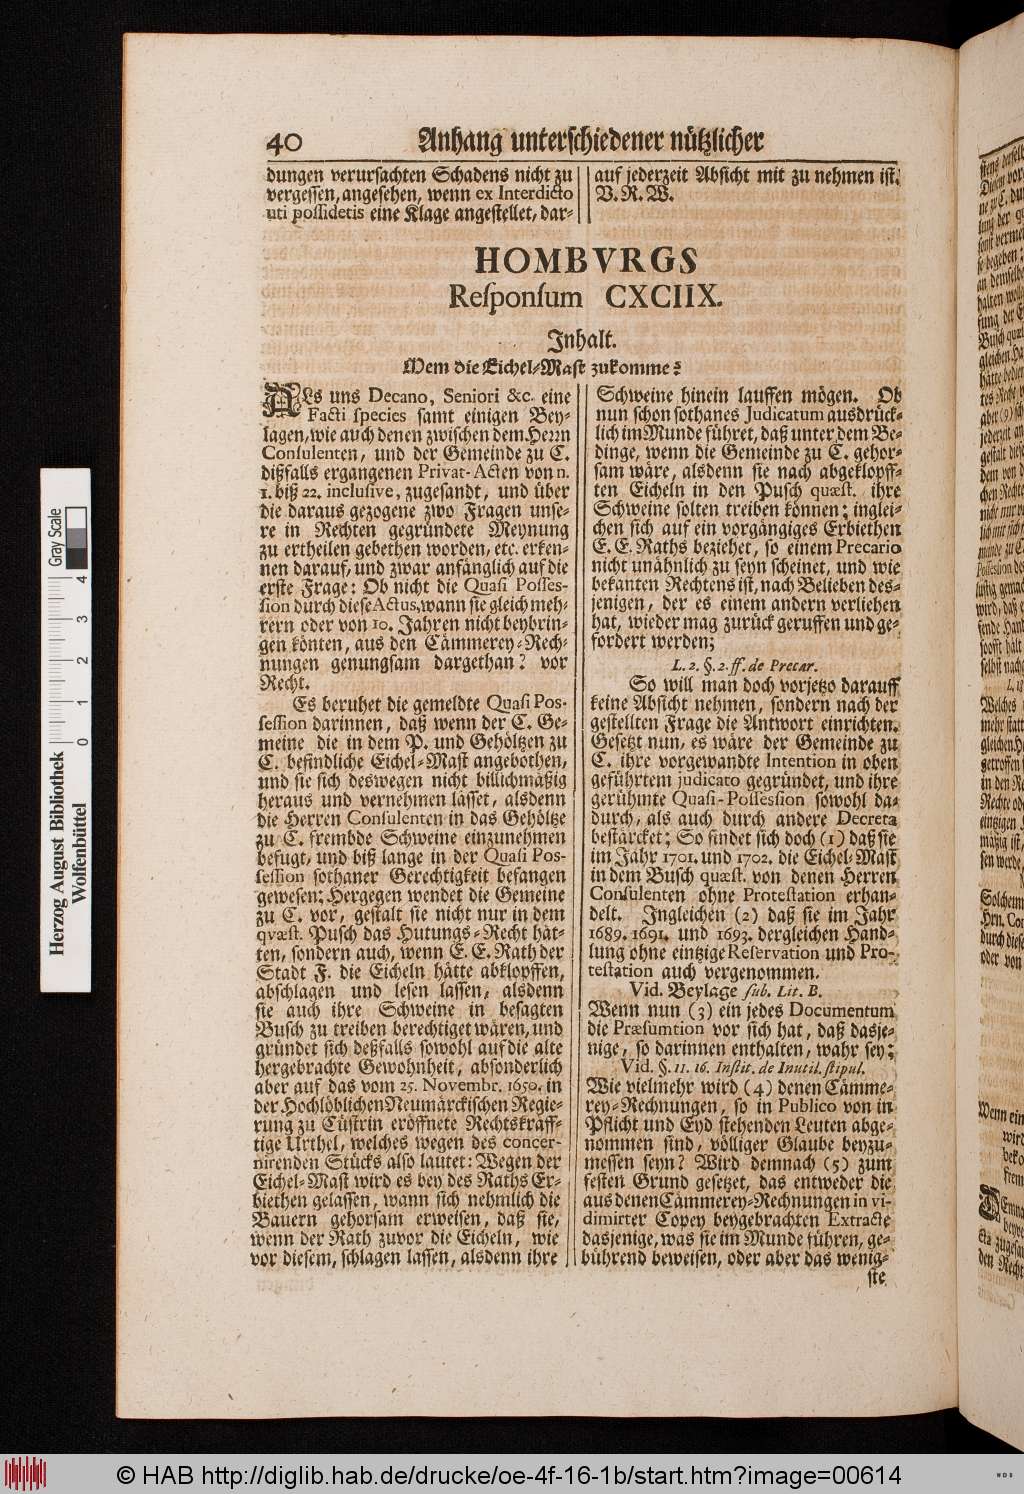 40 Anhang unterschiedener nützlicher
dungen verursachten Schadens nicht zu
vergessen, angesehen, wenn ex Interdicto
uti possidetis eine Klage angestellet, dar-
auf jederzeit Absicht mit zu nehmen ist.
V. R. W.
HOMBVRGS
Reſponſum CXCIIX.
Inhalt.
Wem die Eichel-Mast zukomme?
ALs uns Decano, Seniori &c. eine
Facti ſpecies samt einigen Bey-
lagen, wie auch denen zwischen dem Herrn
Conſulenten, und der Gemeinde zu C.
dißfalls ergangenen Privat-Acten von n.
1. biß 22. incluſive, zugesandt, und über
die daraus gezogene zwo Fragen unse-
re in Rechten gegründete Meynung
zu ertheilen gebethen worden, etc. erken-
nen darauf, und zwar anfänglich auf die
erste Frage: Ob nicht die Quaſi Poſſeſ-
ſion durch diese Actus, wann sie gleich meh-
rern oder von 10. Jahren nicht beybrin-
gen könten, aus den Cämmerey-Rech-
nungen genungsam dargethan? vor
Recht.
Es beruhet die gemeldte Quaſi Poſ-
ſeſſion darinnen, daß wenn der C. Ge-
meine die in dem P. und Gehöltzen zu
C. befindliche Eichel-Mast angebothen,
und sie sich deswegen nicht billichmäßig
heraus und vernehmen lässet, alsdenn
die Herren Conſulenten in das Gehöltze
zu C. frembde Schweine einzunehmen
befugt, und biß lange in der Quaſi Poſ-
ſeſſion sothaner Gerechtigkeit befangen
gewesen: Hergegen wendet die Gemeine
zu C. vor, gestalt sie nicht nur in dem
qvæſt. Pusch das Hutungs-Recht hät-
ten, sondern auch, wenn E. E. Rath der
Stadt F. die Eicheln hätte abklopffen,
abschlagen und lesen lassen, alsdenn
sie auch ihre Schweine in besagten
Busch zu treiben berechtiget wären, und
gründet sich deßfalls sowohl auf die alte
hergebrachte Gewohnheit, absonderlich
aber auf das vom 25. Novembr. 1650. in
der Hochlöblichen Neumärckischen Regie-
rung zu Cüstrin eröffnete Rechtskräff-
tige Urthel, welches wegen des concer-
nirenden Stücks also lautet: Wegen der
Eichel-Mast wird es bey des Raths Er-
biethen gelassen, wann sich nehmlich die
Bauern gehorsam erweisen, daß sie,
wenn der Rath zuvor die Eicheln, wie
vor diesem, schlagen lassen, alsdenn ihre
Schweine hinein lauffen mögen. Ob
nun schon sothanes Judicatum ausdrück-
lich im Munde führet, daß unter dem Be-
dinge, wenn die Gemeinde zu C. gehor-
sam wäre, alsdenn sie nach abgeklopff-
ten Eicheln in den Pusch quæſt. ihre
Schweine solten treiben können; inglei-
chen sich auf ein vorgängiges Erbiethen
E. E. Raths beziehet, so einem Precario
nicht unähnlich zu seyn scheinet, und wie
bekanten Rechtens ist, nach Belieben des-
jenigen, der es einem andern verliehen
hat, wieder mag zurück geruffen und ge-
fordert werden;
L. 2. §. 2. ff. de Precar.
So will man doch vorjetzo darauff
keine Absicht nehmen, sondern nach der
gestellten Frage die Antwort einrichten.
Gesetzt nun, es wäre der Gemeinde zu
C. ihre vorgewandte Intention in oben
geführtem judicato gegründet, und ihre
gerühmte Quaſi-Poſſeſſion sowohl da-
durch, als auch durch andere Decreta
bestärcket; So findet sich doch (1) daß sie
im Jahr 1701. und 1702. die Eichel-Mast
in dem Busch quæſt. von denen Herren
Conſulenten ohne Proteſtation erhan-
delt. Ingleichen (2) daß sie im Jahr
1689. 1691. und 1693. dergleichen Hand-
lung ohne eintzige Reſervation und Pro-
teſtation auch vergenommen.
Vid. Beylage ſub. Lit. B.
Wenn nun (3) ein jedes Documentum
die Præſumtion vor sich hat, daß dasje-
nige, so darinnen enthalten, wahr sey;
Vid. §. 11. 16. Inſtit. de Inutil. ſtipul.
Wie vielmehr wird (4) denen Cämme-
rey-Rechnungen, so in Publico von in
Pflicht und Eyd stehenden Leuten abge-
nommen sind, völliger Glaube beyzu-
messen seyn? Wird demnach (5) zum
festen Grund gesetzet, das entweder die
aus denen Cämmerey-Rechnungen in vi-
dimirter Copey beygebrachten Extracte
dasjenige, was sie im Munde führen, ge-
bührend beweisen, oder aber das wenig-
ste
Herzog August Bibliothek
Wolfenbüttel
0 1 2 3 4
Gray Scale
© HAB http://diglib.hab.de/drucke/oe-4f-16-1b/start.htm?image=00614